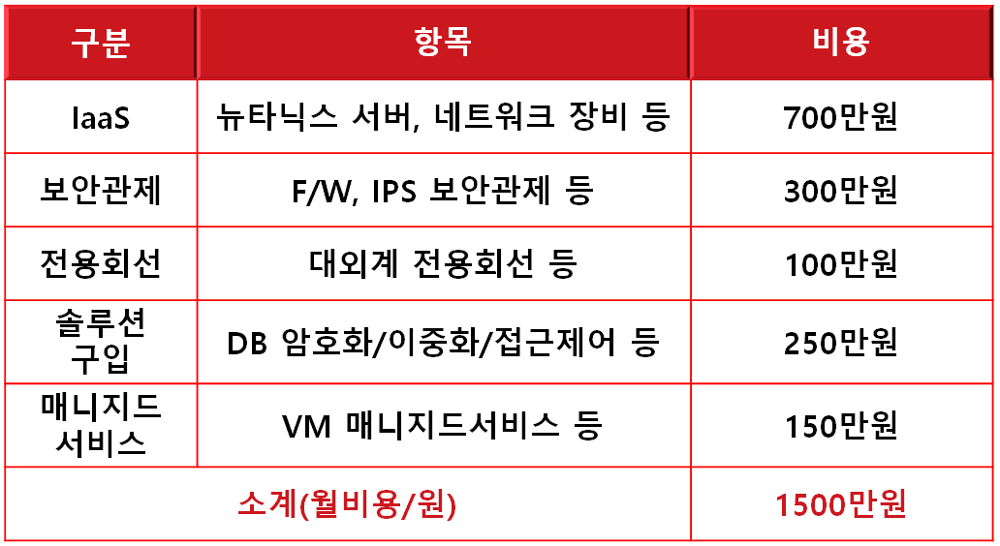 구분 항목 비용
IaaS 뉴타닉스 서버, 네트워크 장비 등 700만원
보안관제 F/W, IPS 보안관제 등 300만원
전용회선 대외계 전용회선 등 100만원
솔루션
구입 DB 암호화/이중화/접근제어 등 250만원
매니지드
서비스 VM 매니지드서비스 등 150만원
소계(월비용/원) 1500만원